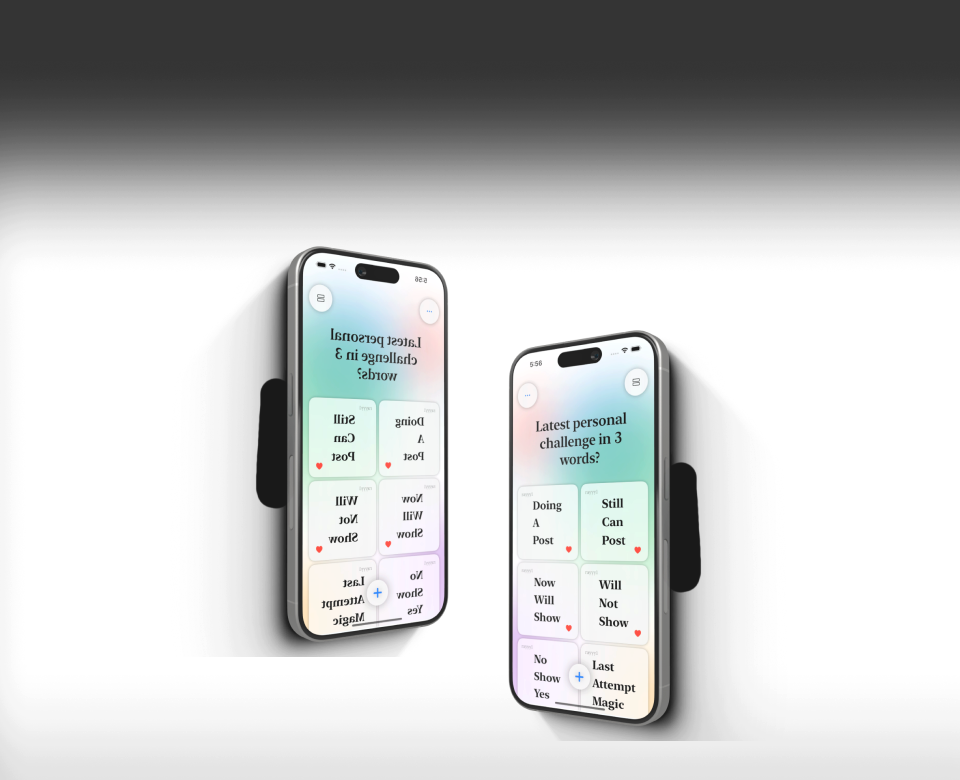 5:56
Latest personal
challenge in 3
words?
Doing
A
Post
Still
Can
Post
Now
Will
Show
Will
Not
Show
No
Show
Yes
Last
Attempt
Magic
5:56
Latest personal
challenge in 3
words?
Doing
A
Post
Still
Can
Post
Now
Will
Show
Will
Not
Show
No
Show
Yes
Last
Attempt
Magic